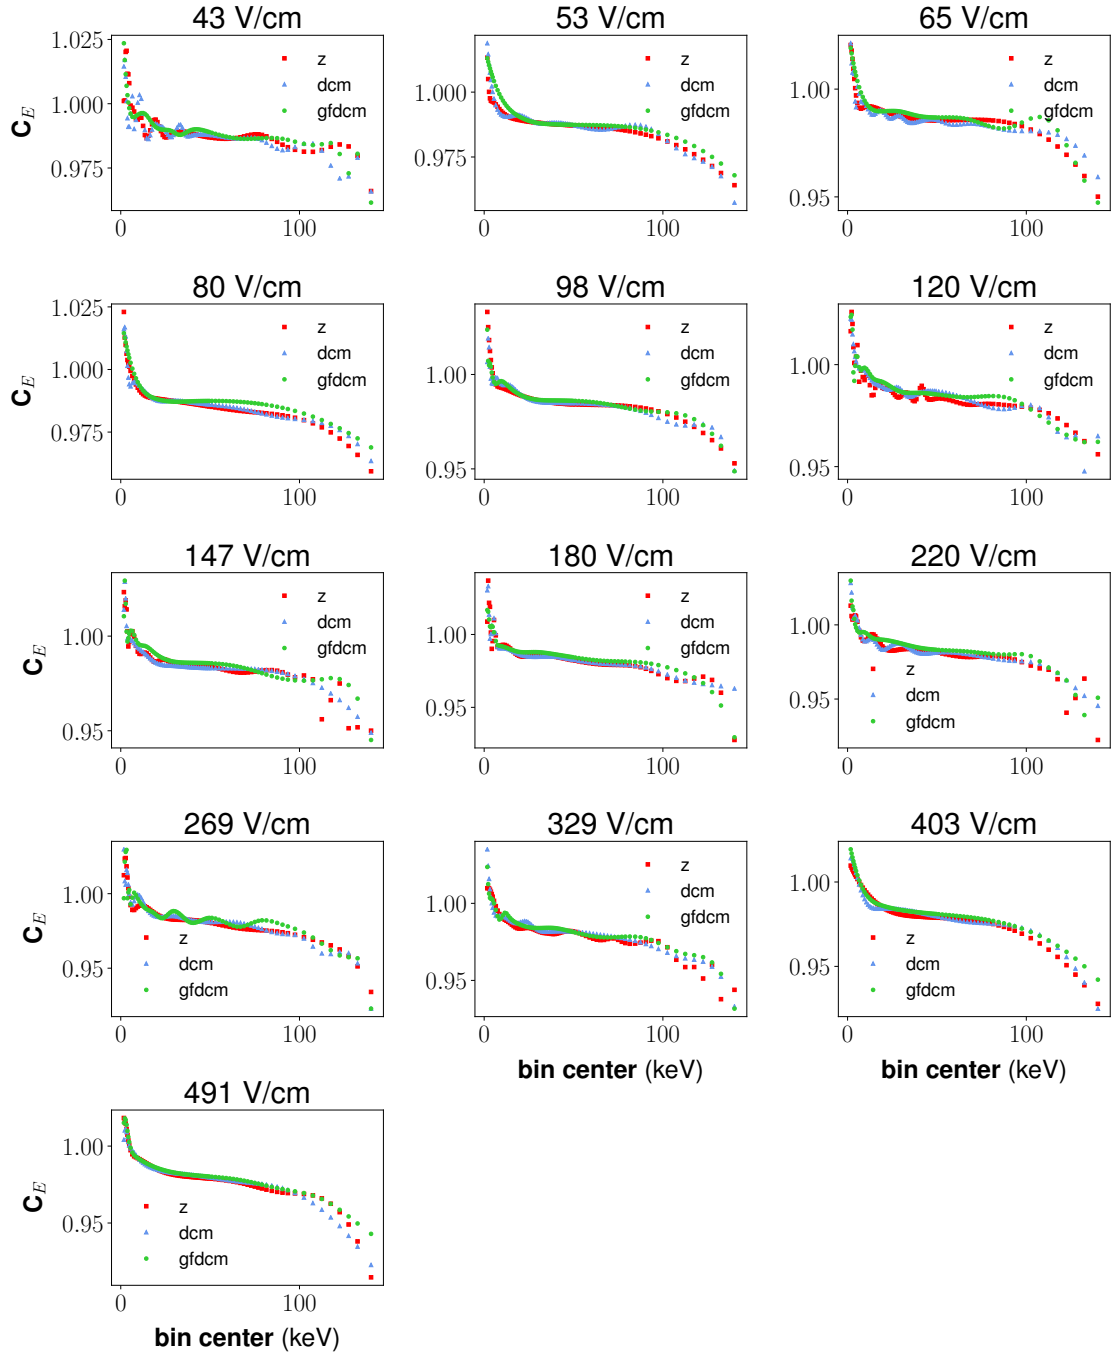 43 V/cm
53 V/cm
65 V/cm
1.025
1.000
0.975
C_E
0
100
z
dcm
gfdcm
1.000
0.975
0
100
z
dcm
gfdcm
1.00
0.95
0
100
z
dcm
gfdcm
80 V/cm
98 V/cm
120 V/cm
1.025
1.000
0.975
C_E
0
100
z
dcm
gfdcm
1.00
0.95
0
100
z
dcm
gfdcm
1.00
0.95
0
100
z
dcm
gfdcm
147 V/cm
180 V/cm
220 V/cm
1.00
0.95
C_E
0
100
z
dcm
gfdcm
1.00
0.95
0
100
z
dcm
gfdcm
1.00
0.95
0
100
z
dcm
gfdcm
269 V/cm
329 V/cm
403 V/cm
1.00
0.95
C_E
0
100
z
dcm
gfdcm
1.00
0.95
0
100
z
dcm
gfdcm
bin center (keV)
1.00
0.95
0
100
z
dcm
gfdcm
bin center (keV)
491 V/cm
1.00
0.95
C_E
0
100
z
dcm
gfdcm
bin center (keV)